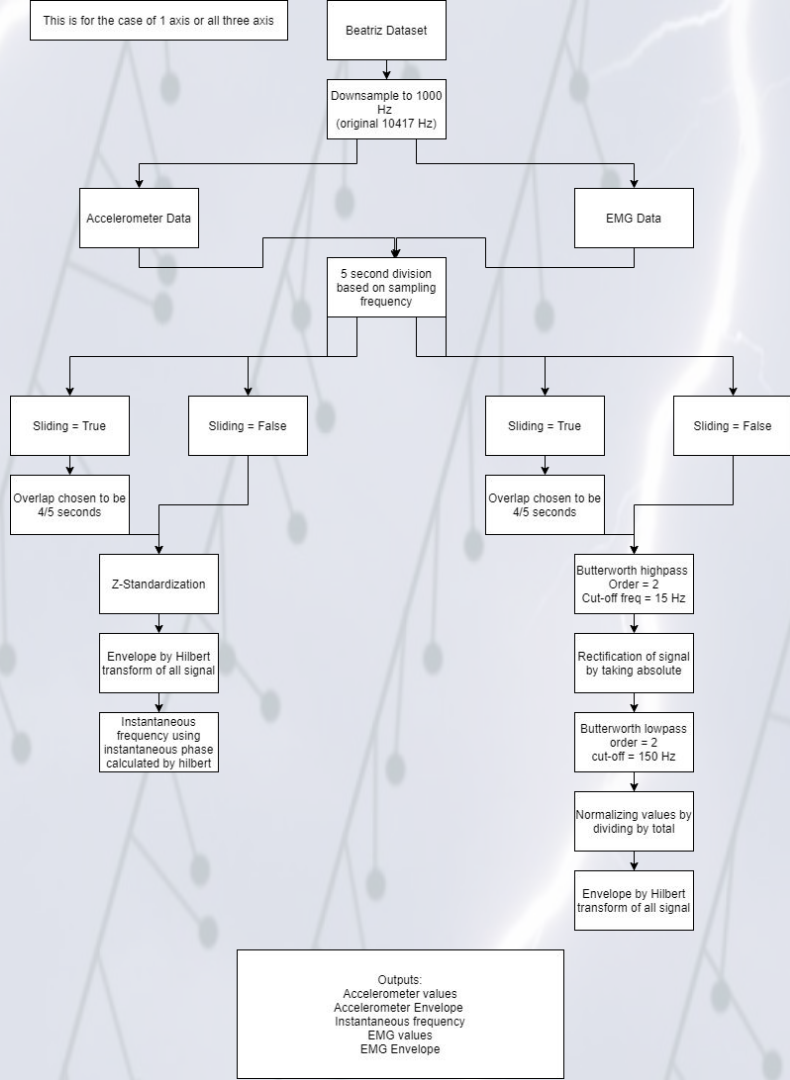 This is for the case of 1 axis or all three axis
Beatriz Dataset
Downsample to 1000
Hz
(original 10417 Hz)
Accelerometer Data
EMG Data
5 second division
based on sampling
frequency
Sliding = True
Sliding = False
Sliding = True
Sliding = False
Overlap chosen to be
4/5 seconds
Overlap chosen to be
4/5 seconds
Z-Standardization
Envelope by Hilbert
transform of all signal
Instantaneous
frequency using
instantaneous phase
calculated by hilbert
Butterworth highpass
Order = 2
Cut-off freq = 15 Hz
Rectification of signal
by taking absolute
Butterworth lowpass
order = 2
cut-off = 150 Hz
Normalizing values by
dividing by total
Envelope by Hilbert
transform of all signal
Outputs:
Accelerometer values
Accelerometer Envelope
Instantaneous frequency
EMG values
EMG Envelope